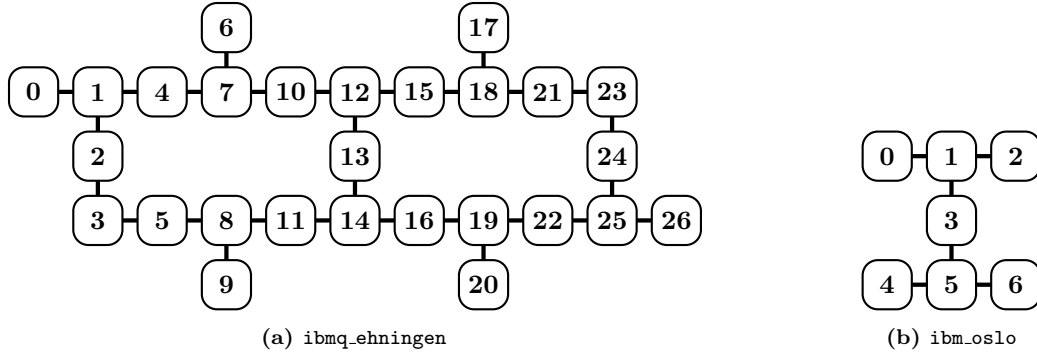 6 17
0 1 4 7 10 12 15 18 21 23
2 13 24 0 1 2
3 5 8 11 14 16 19 22 25 26 3
9 20 4 5 6
(a) ibmq_ehningen (b) ibm_oslo